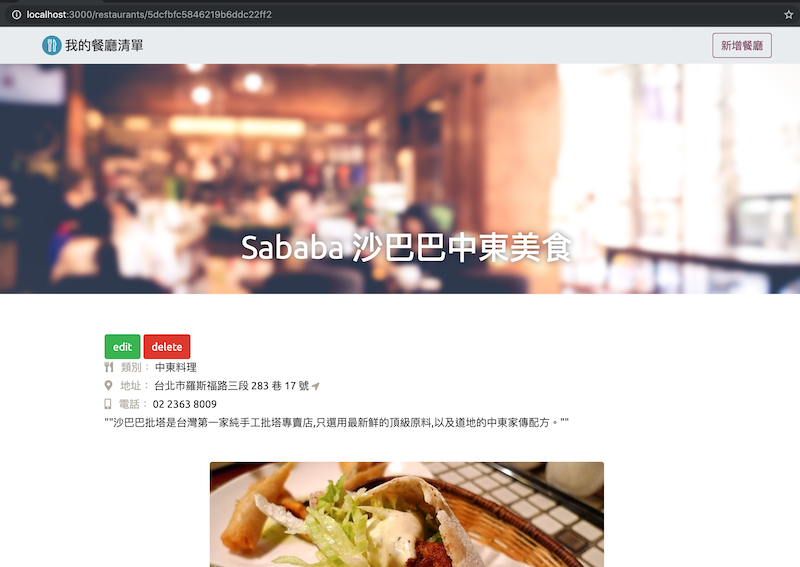 localhost:3000/restaurants/5dcfbfc5846219b6ddc22ff2
我的餐廳清單
新增餐廳
Sababa 沙巴巴中東美食
edit delete
類別： 中東料理
地址： 台北市羅斯福路三段 283 巷 17 號
電話： 02 2363 8009
""沙巴巴批塔是台灣第一家純手工批塔專賣店,只選用最新鮮的頂級原料,以及道地的中東家傳配方。""